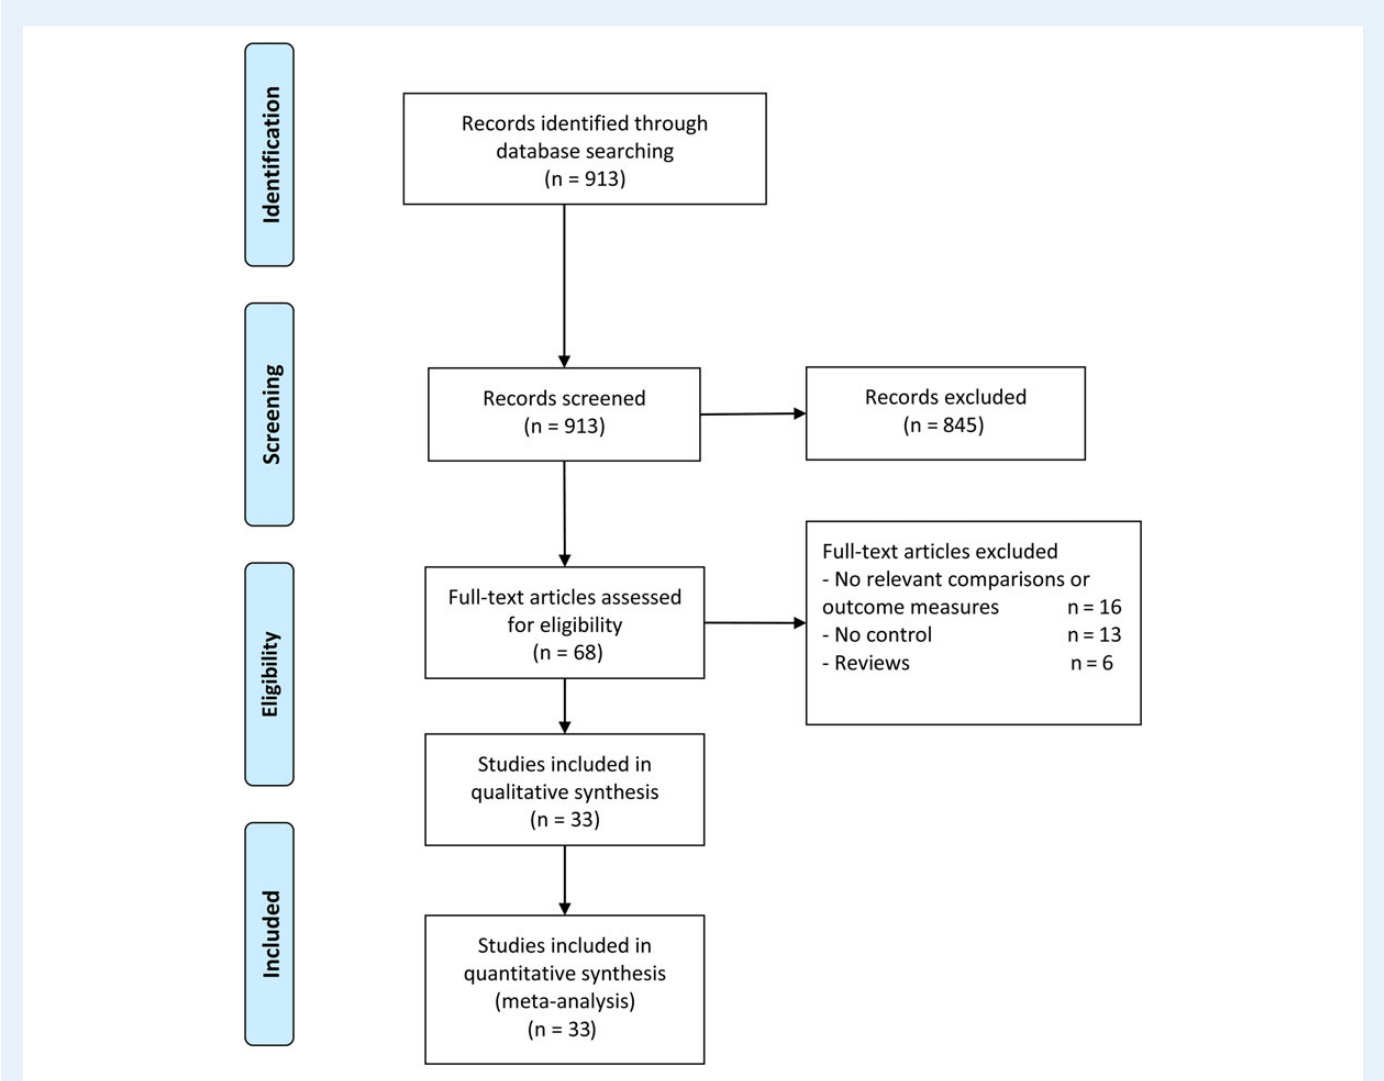 Identification
Records identified through
database searching
(n = 913)
Screening
Records screened
(n = 913)
Records excluded
(n = 845)
Eligibility
Full-text articles assessed
for eligibility
(n = 68)
Full-text articles excluded
- No relevant comparisons or
outcome measures n = 16
- No control n = 13
- Reviews n = 6
Studies included in
qualitative synthesis
(n = 33)
Included
Studies included in
quantitative synthesis
(meta-analysis)
(n = 33)